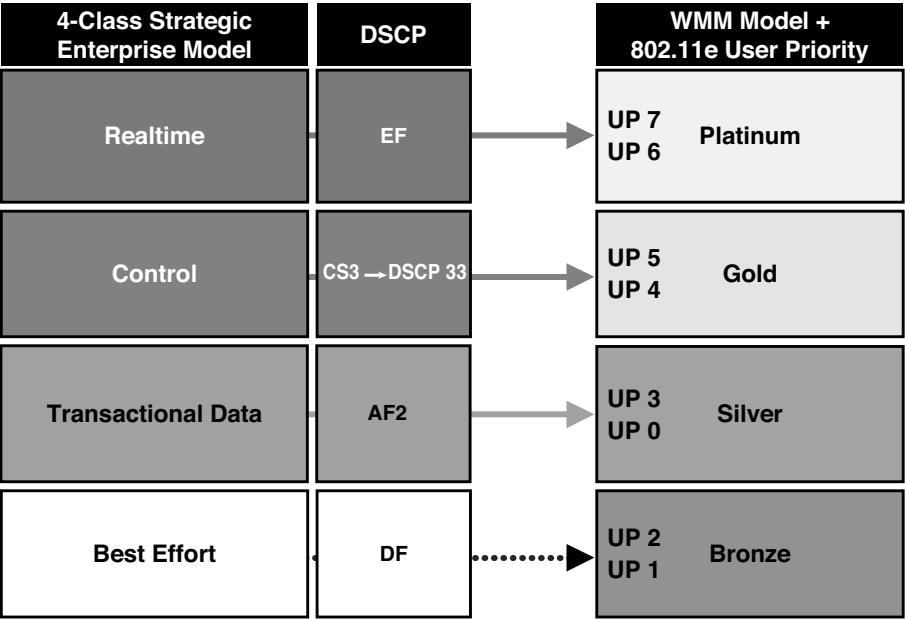 4-Class Strategic
Enterprise Model
DSCP
WMM Model +
802.11e User Priority
Realtime
EF
UP 7
UP 6
Platinum
Control
CS3 → DSCP 33
UP 5
UP 4
Gold
Transactional Data
AF2
UP 3
UP 0
Silver
Best Effort
DF
UP 2
UP 1
Bronze